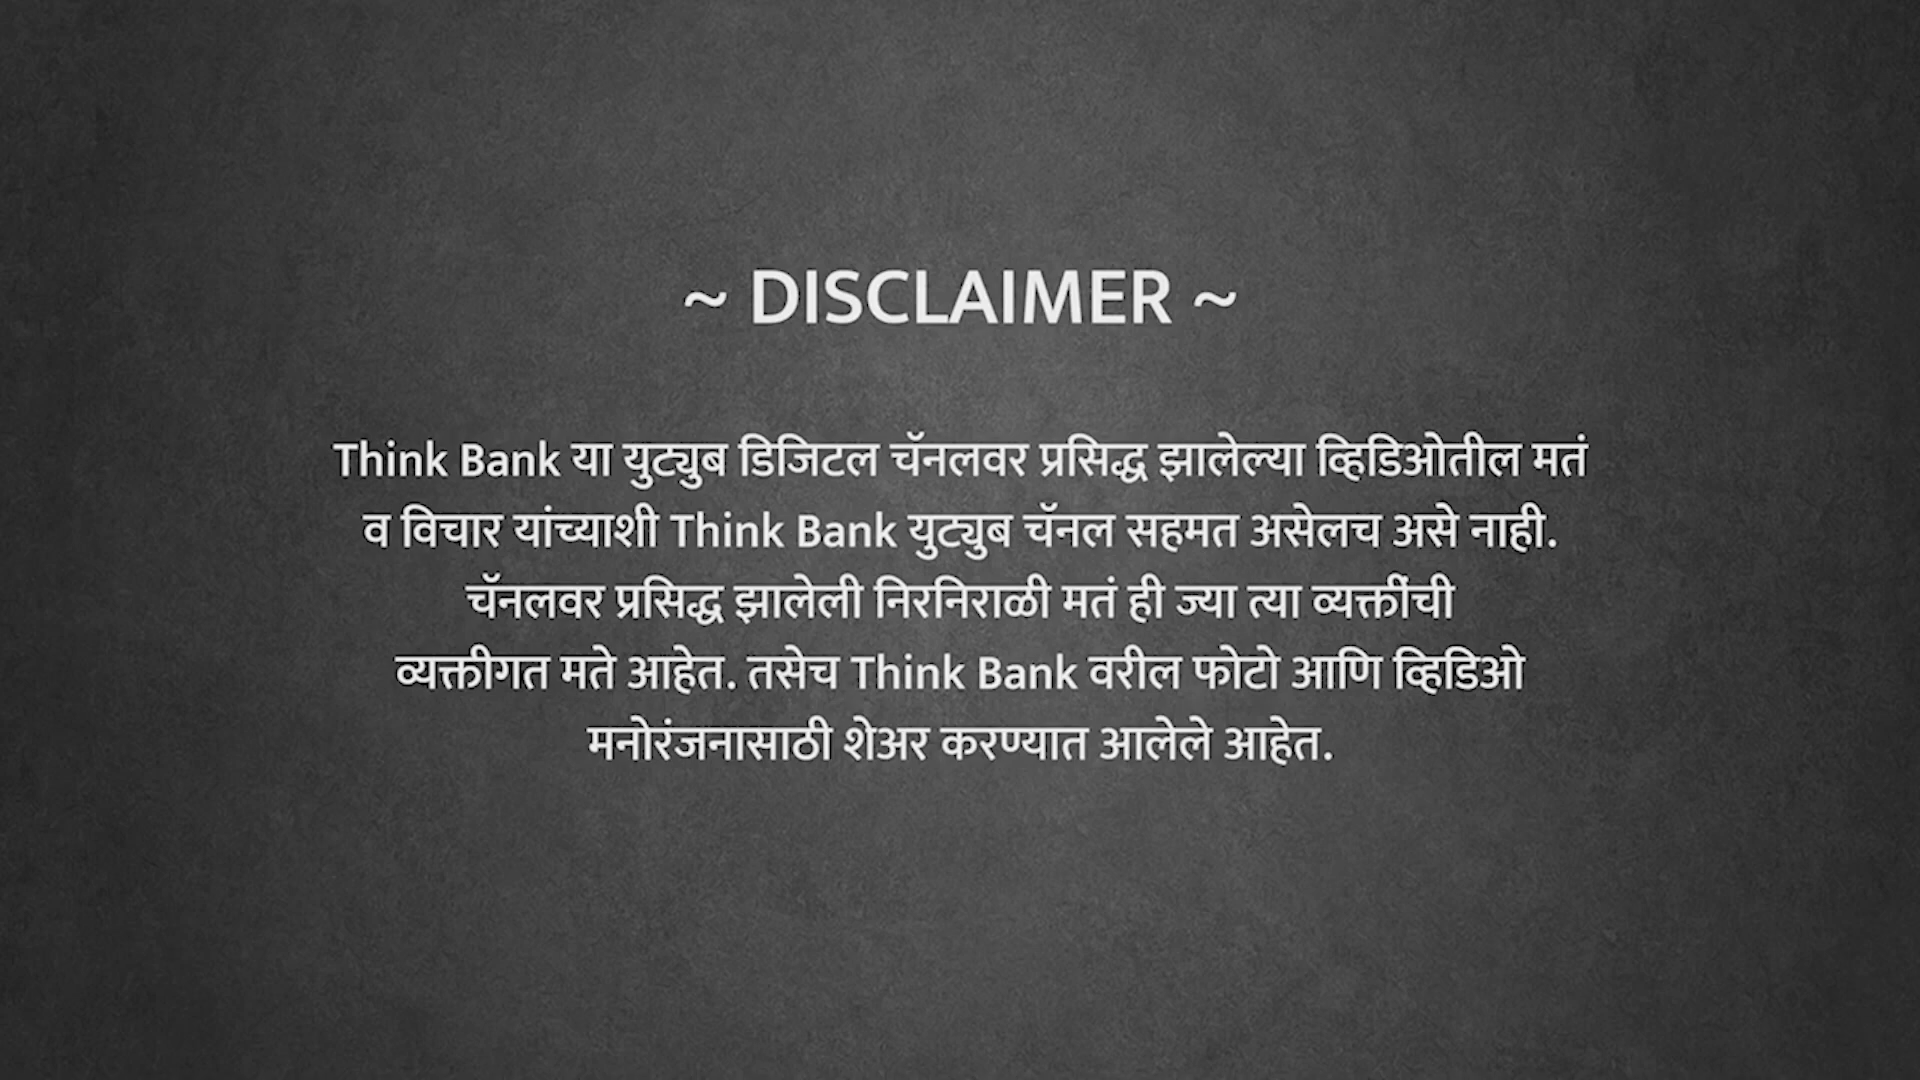 ~ DISCLAIMER ~
Think Bank या युट्युब डिजिटल चॅनलवर प्रसिद्ध झालेल्या व्हिडिओतील मतं
व विचार यांच्याशी Think Bank युट्युब चॅनल सहमत असेलच असे नाही.
चॅनलवर प्रसिद्ध झालेली निरनिराळी मतं ही ज्या त्या व्यक्तींची
व्यक्तीगत मते आहेत. तसेच Think Bank वरील फोटो आणि व्हिडिओ
मनोरंजनासाठी शेअर करण्यात आलेले आहेत.